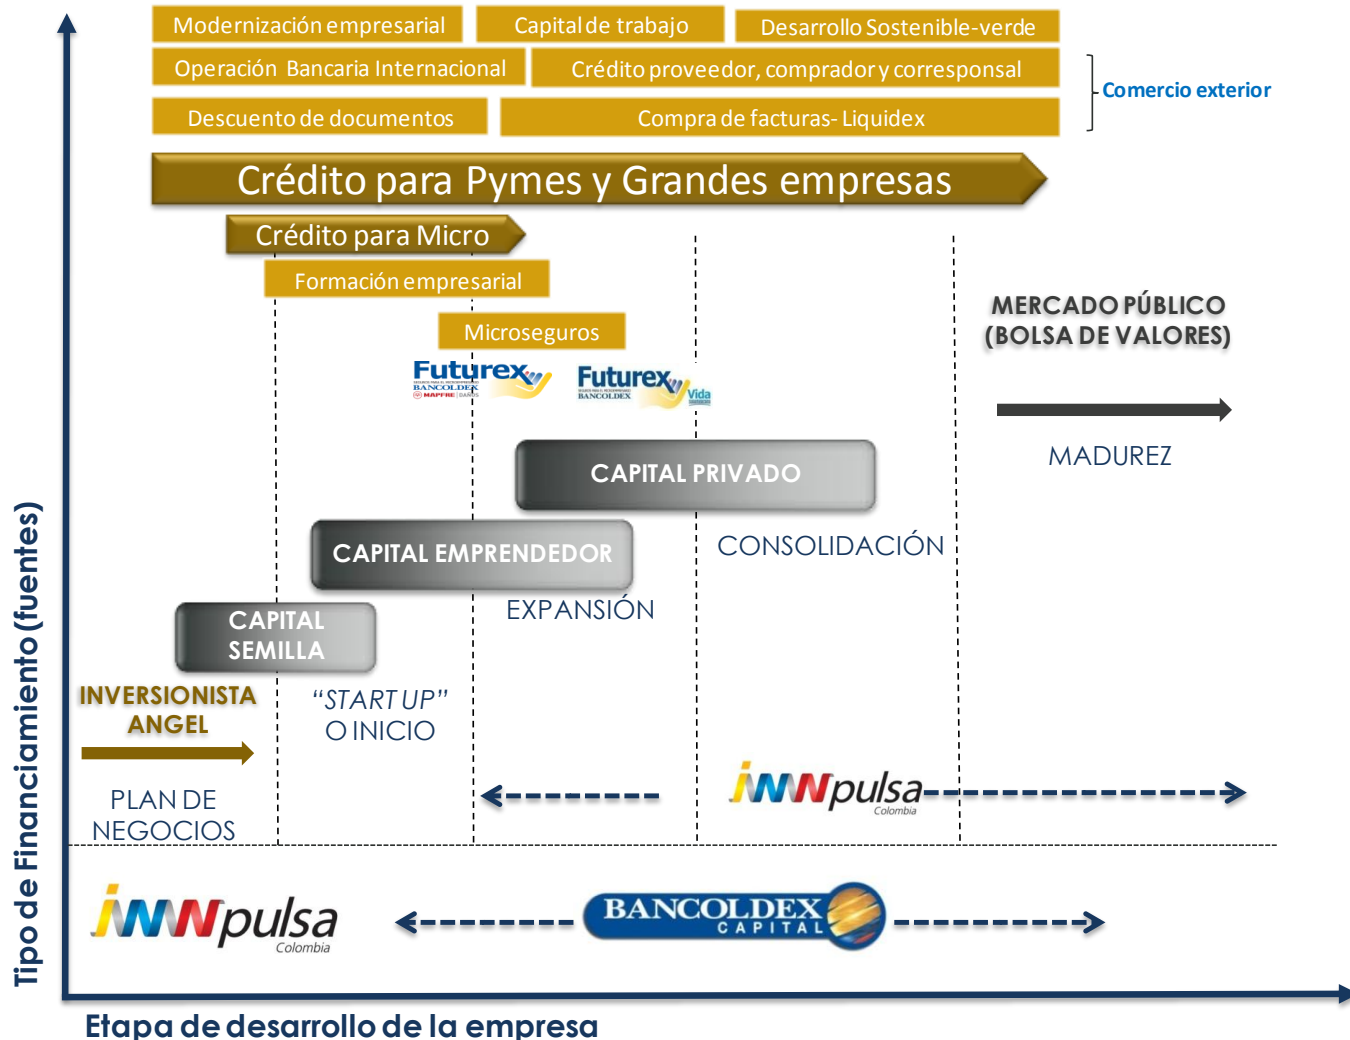 Modernización empresarial
Capital de trabajo
Desarrollo Sostenible-verde
Operación Bancaria Internacional
Crédito proveedor, comprador y corresponsal
Comercio exterior
Descuento de documentos
Compra de facturas- Liquidex
Crédito para Pymes y Grandes empresas
Crédito para Micro
Formación empresarial
MERCADO PÚBLICO
(BOLSA DE VALORES)
Microseguros
Futurex
BANCOLDEX
MAPFRE
Futurex
BANCOLDEX
Vida
MADUREZ
CAPITAL PRIVADO
CONSOLIDACIÓN
CAPITAL EMPRENDEDOR
EXPANSIÓN
CAPITAL
SEMILLA
INVERSIONISTA
ANGEL
“START UP”
O INICIO
PLAN DE
NEGOCIOS
iNNpulsa
Colombia
iNNpulsa
Colombia
BANCOLDEX
CAPITAL
Tipo de Financiamiento (fuentes)
Etapa de desarrollo de la empresa